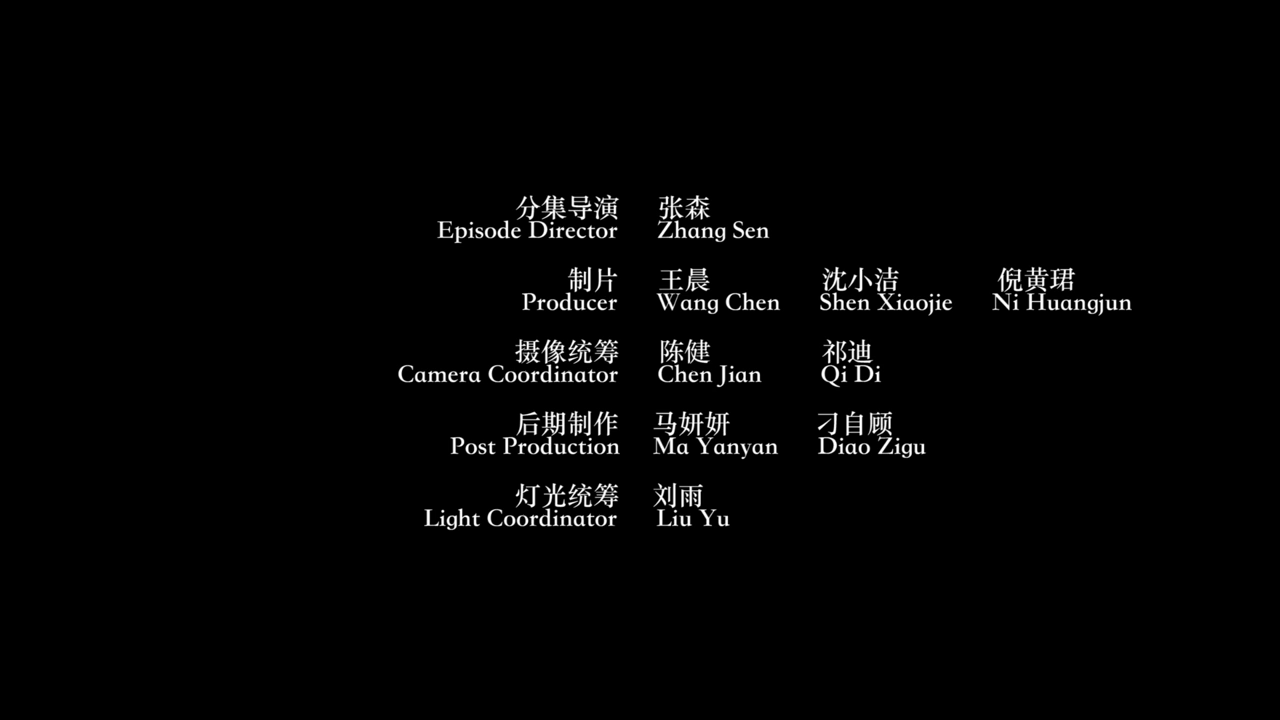 分集导演 张森
Episode Director Zhang Sen
制片 王晨 沈小洁 倪黄珺
Producer Wang Chen Shen Xiaojie Ni Huangjun
摄像统筹 陈健 祁迪
Camera Coordinator Chen Jian Qi Di
后期制作 马妍妍 刁自顾
Post Production Ma Yanyan Diao Zigu
灯光统筹 刘雨
Light Coordinator Liu Yu